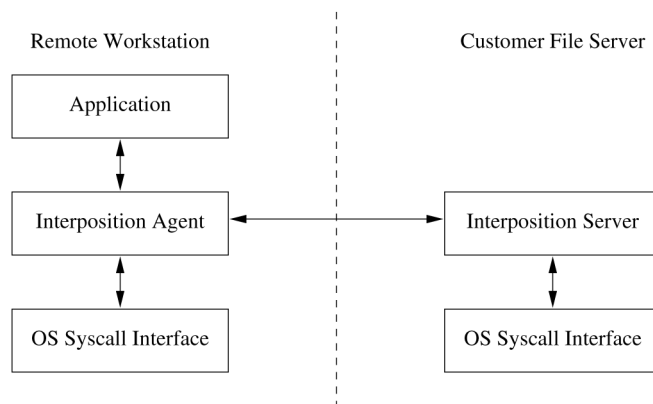 Remote Workstation
Customer File Server
Application
Interposition Agent
Interposition Server
OS Syscall Interface
OS Syscall Interface